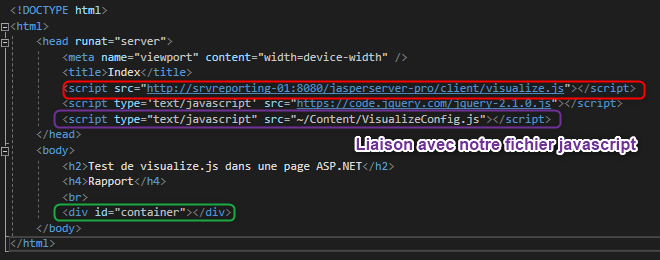 <!DOCTYPE html>
<html>
<head runat="server">
<meta name="viewport" content="width=device-width" />
<title>Index</title>
<script src="http://srvreporting-01:8080/jasperserver-pro/client/visualize.js"></script>
<script type='text/javascript' src="https://code.jquery.com/jquery-2.1.0.js"></script>
<script type="text/javascript" src="~/Content/VisualizeConfig.js"></script>
</head>
Liaison avec notre fichier javascript
<body>
<h2>Test de visualize.js dans une page ASP.NET</h2>
<h4>Rapport</h4>
<br>
<div id="container"></div>
</body>
</html>